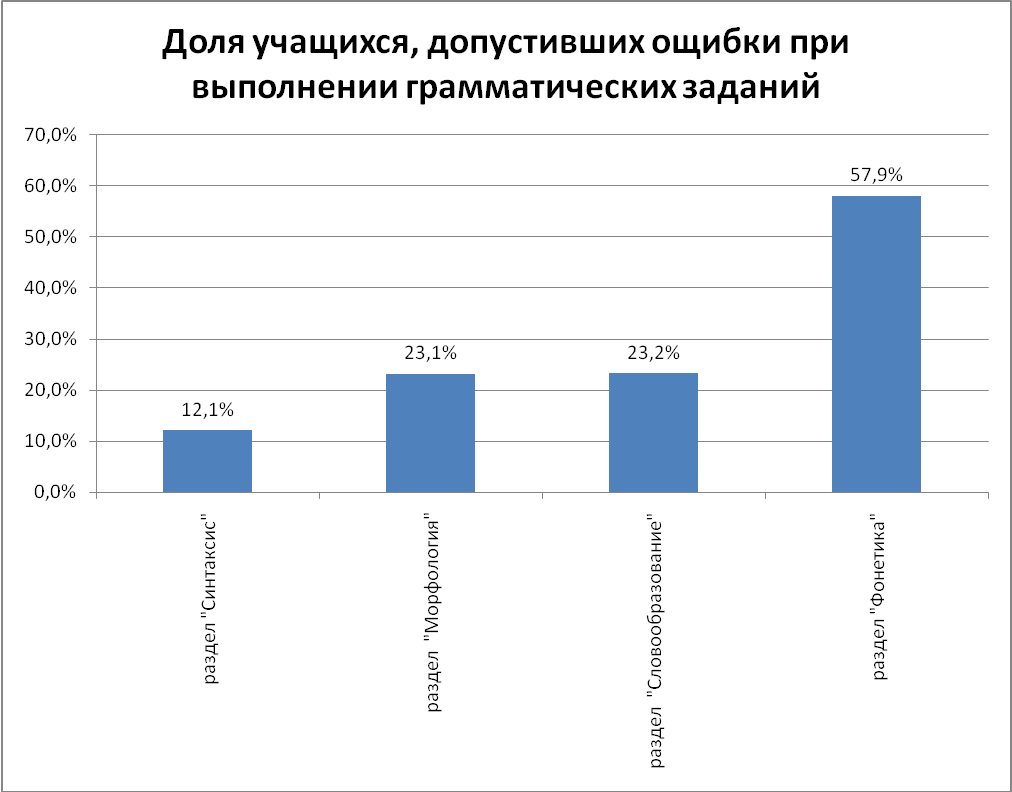 Доля учащихся, допустивших ощибки при
выполнении грамматических заданий
70,0%
60,0%
50,0%
40,0%
30,0%
20,0%
10,0%
0,0%
12,1%
23,1%
23,2%
57,9%
раздел "Синтаксис"
раздел "Морфология"
раздел "Словообразование"
раздел "Фонетика"